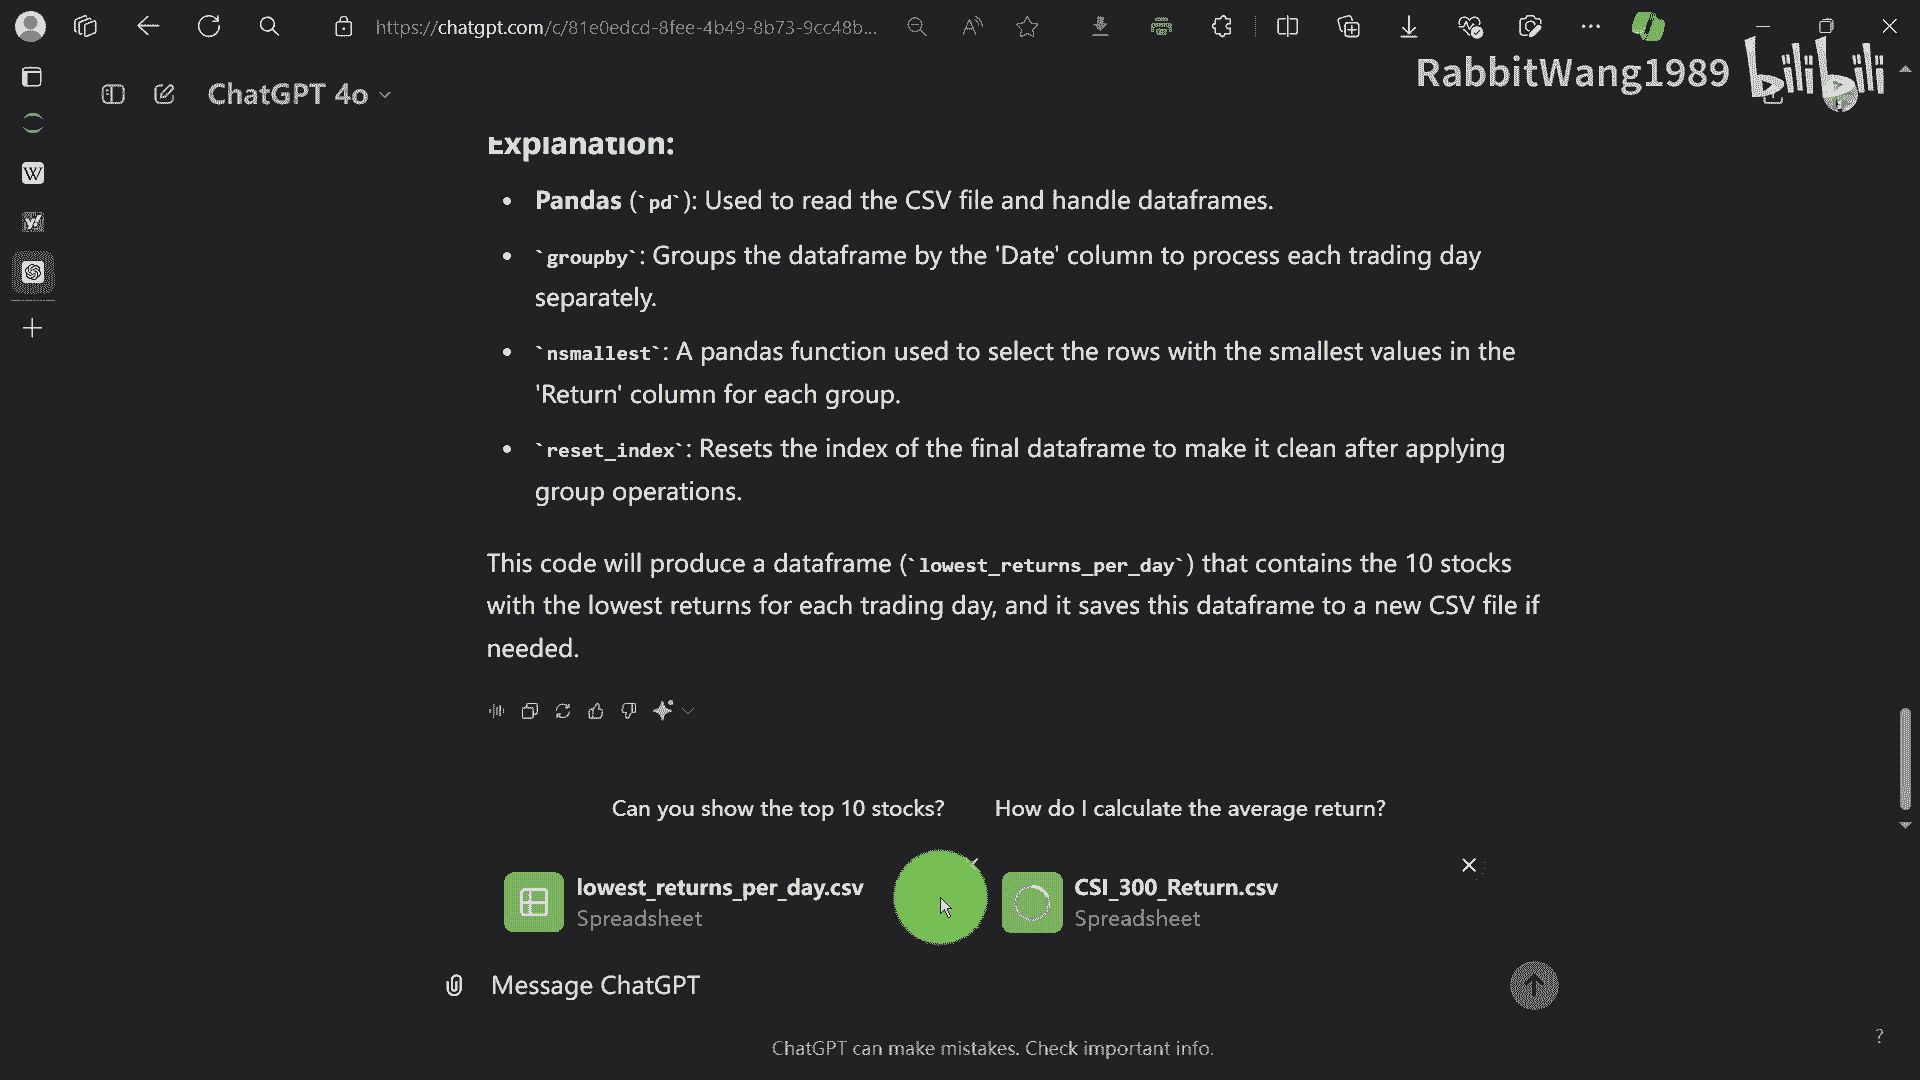 https://chatgpt.com/c/81e0edcd-8fee-4b49-8b73-9cc48b...
RabbitWang1989 bilibili
ChatGPT 4o
Explanation:
• Pandas (`pd`): Used to read the CSV file and handle dataframes.
• `groupby`: Groups the dataframe by the 'Date' column to process each trading day
separately.
• `nsmallest`: A pandas function used to select the rows with the smallest values in the
'Return' column for each group.
• `reset_index`: Resets the index of the final dataframe to make it clean after applying
group operations.
This code will produce a dataframe (`lowest_returns_per_day`) that contains the 10 stocks
with the lowest returns for each trading day, and it saves this dataframe to a new CSV file if
needed.
Can you show the top 10 stocks? How do I calculate the average return?
lowest_returns_per_day.csv CSI_300_Return.csv
Spreadsheet Spreadsheet
Message ChatGPT
ChatGPT can make mistakes. Check important info.
?